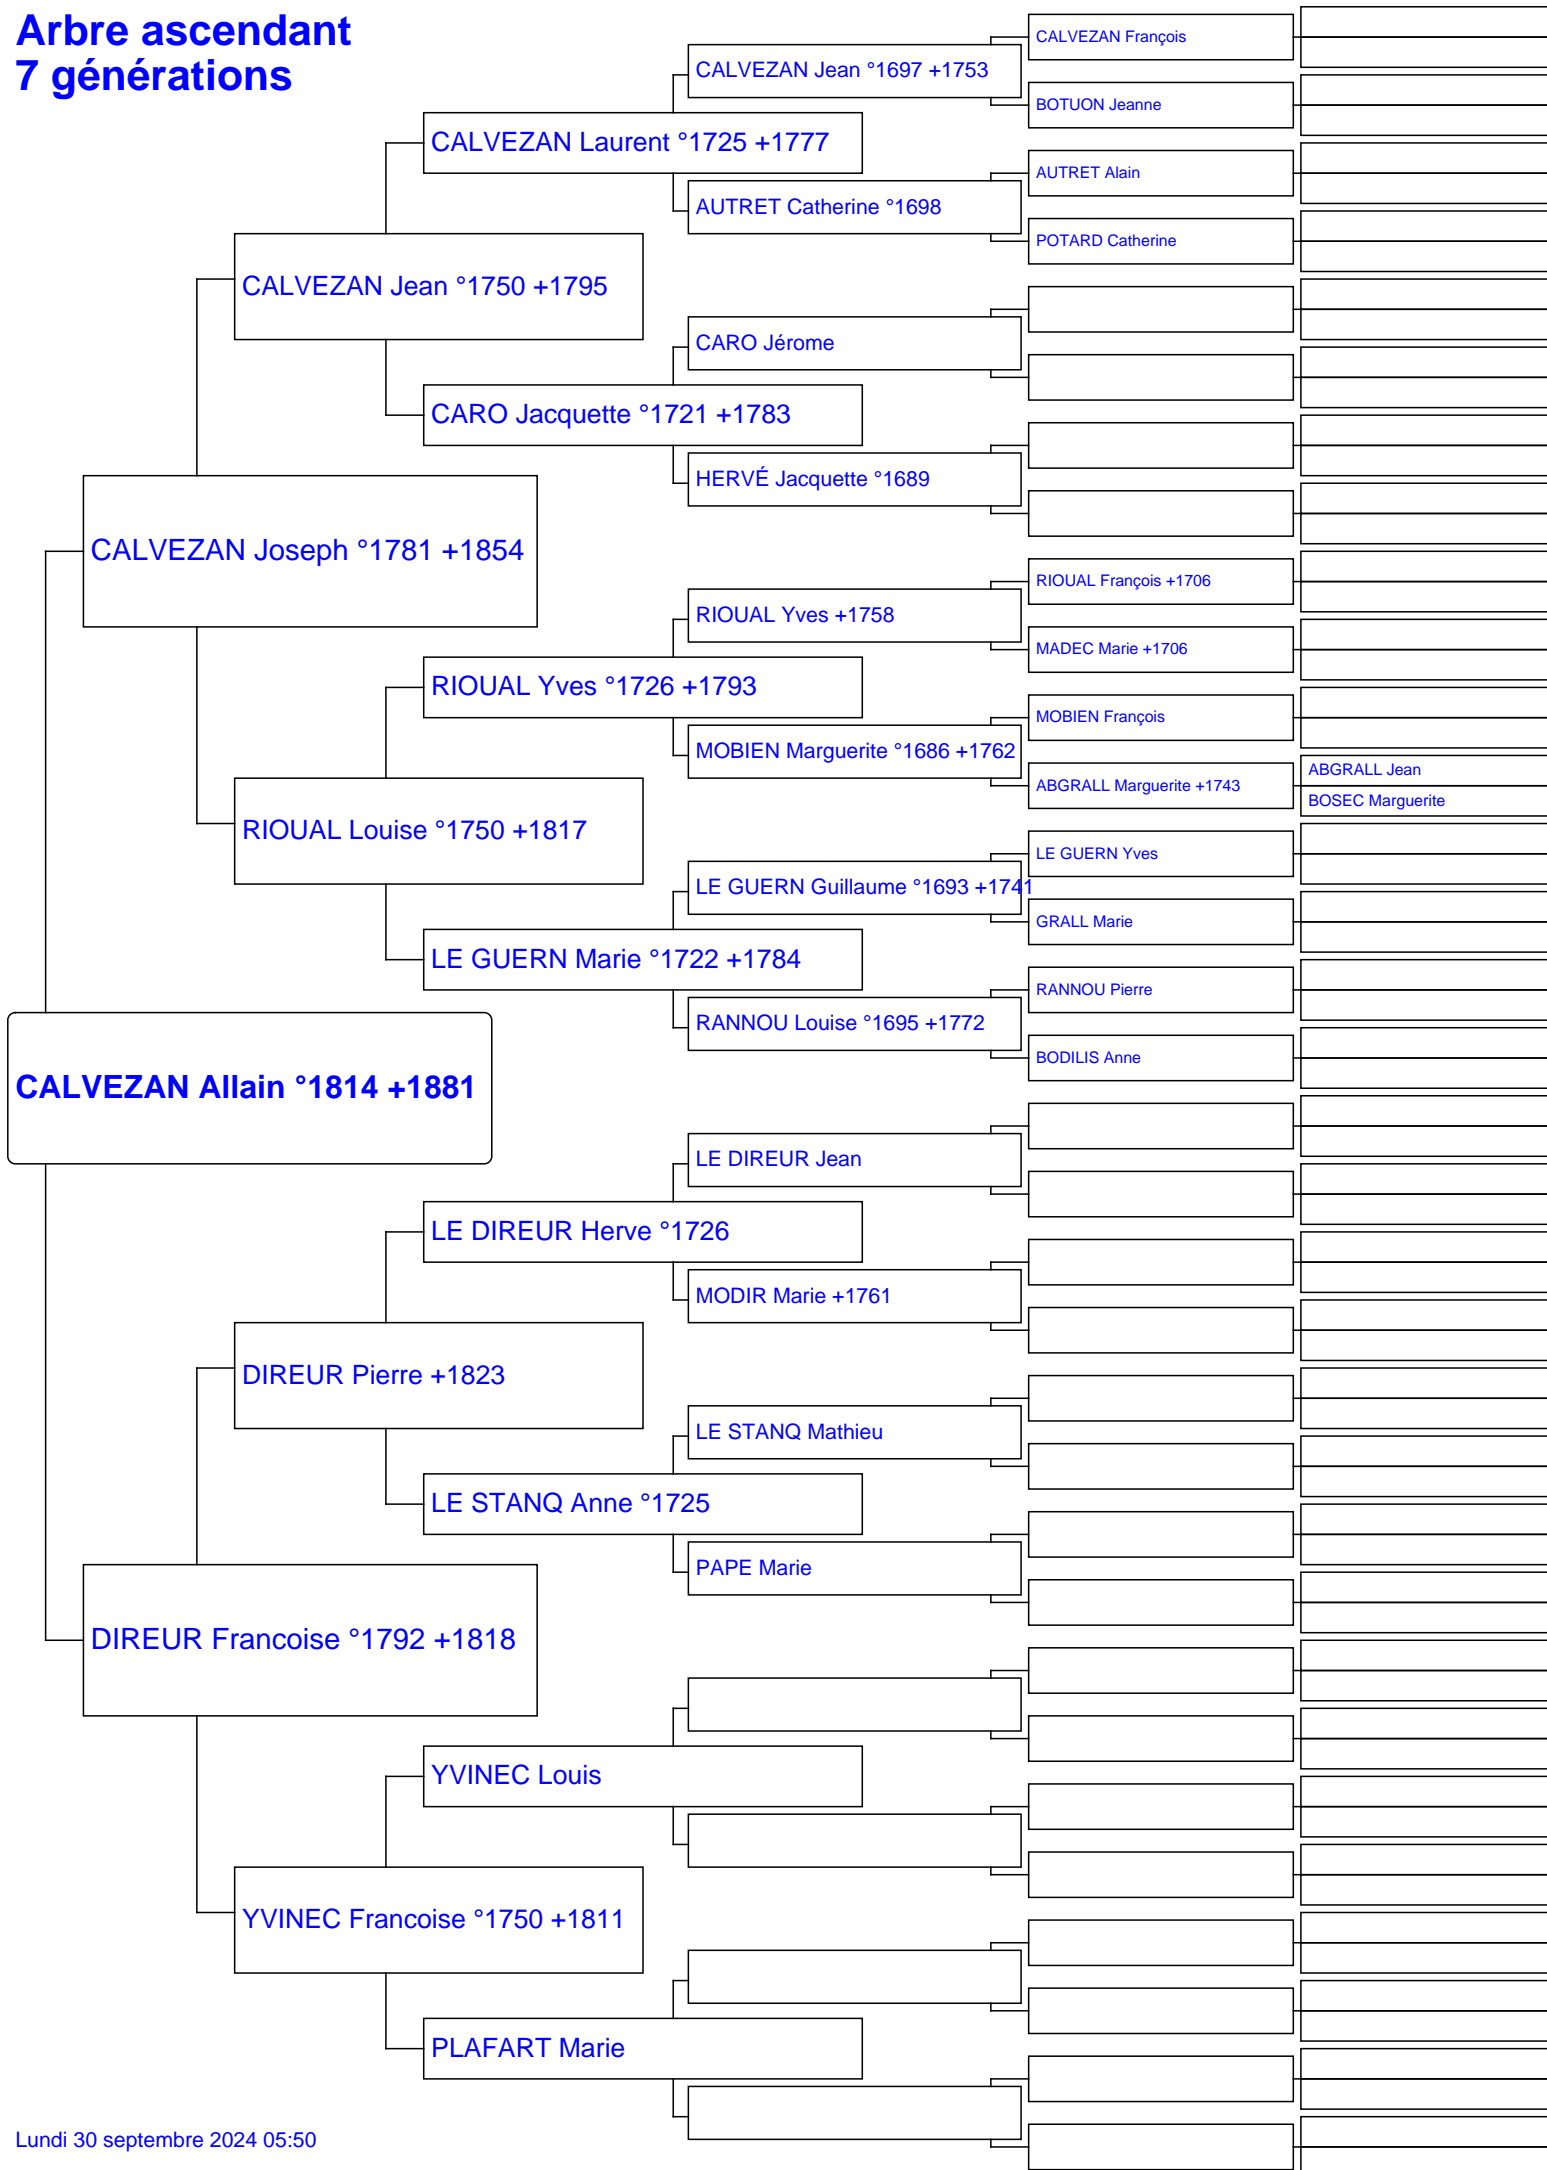 Arbre ascendant
7 générations
CALVEZAN François
CALVEZAN Jean °1697 +1753
BOTUON Jeanne
CALVEZAN Laurent °1725 +1777
AUTRET Alain
AUTRET Catherine °1698
POTARD Catherine
CALVEZAN Jean °1750 +1795
CARO Jérome
CARO Jacquette °1721 +1783
HERVÉ Jacquette °1689
CALVEZAN Joseph °1781 +1854
RIOUAL François +1706
RIOUAL Yves +1758
MADEC Marie +1706
RIOUAL Yves °1726 +1793
MOBIEN François
MOBIEN Marguerite °1686 +1762
ABGRALL Jean
ABGRALL Marguerite +1743
BOSEC Marguerite
RIOUAL Louise °1750 +1817
LE GUERN Yves
LE GUERN Guillaume °1693 +1741
GRALL Marie
LE GUERN Marie °1722 +1784
RANNOU Pierre
RANNOU Louise °1695 +1772
BODILIS Anne
CALVEZAN Allain °1814 +1881
LE DIREUR Jean
LE DIREUR Herve °1726
MODIR Marie +1761
DIREUR Pierre +1823
LE STANQ Mathieu
LE STANQ Anne °1725
PAPE Marie
DIREUR Francoise °1792 +1818
YVINEC Louis
YVINEC Francoise °1750 +1811
PLAFART Marie
Lundi 30 septembre 2024 05:50